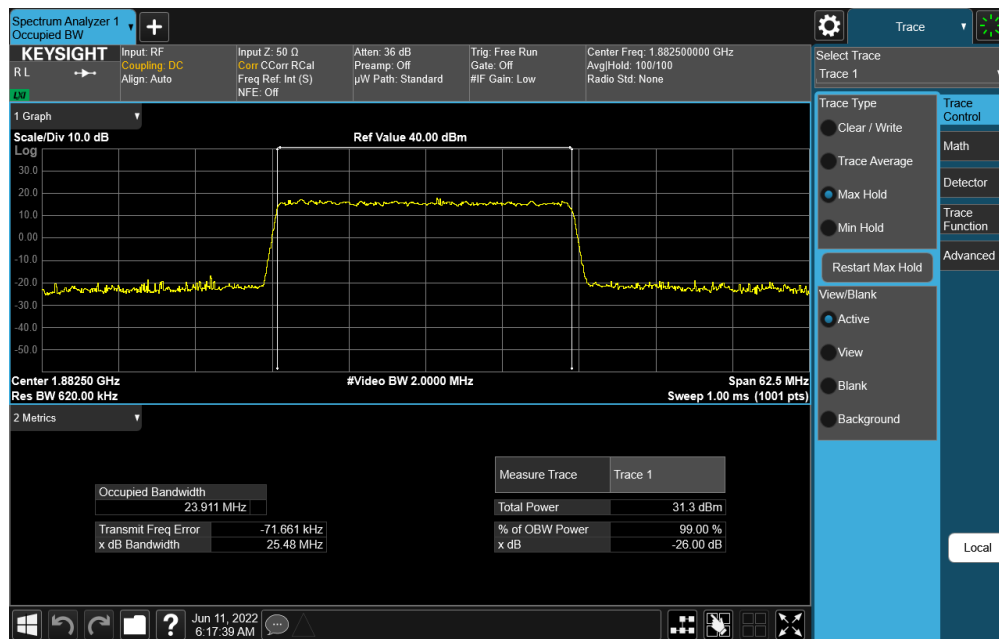 Spectrum Analyzer 1
Occupied BW
Trace
KEYSIGHT
R L
LXI
Input: RF
Coupling: DC
Align: Auto
Input Z: 50 Ω
Corr CCorr RCal
Freq Ref: Int (S)
NFE: Off
Atten: 36 dB
Preamp: Off
µW Path: Standard
Trig: Free Run
Gate: Off
#IF Gain: Low
Center Freq: 1.882500000 GHz
Avg|Hold: 100/100
Radio Std: None
Select Trace
Trace 1
1 Graph
Scale/Div 10.0 dB
Ref Value 40.00 dBm
Log
30.0
20.0
10.0
0.00
-10.0
-20.0
-30.0
-40.0
-50.0
Center 1.88250 GHz
#Video BW 2.0000 MHz
Span 62.5 MHz
Res BW 620.00 kHz
Sweep 1.00 ms (1001 pts)
Trace Type
Clear / Write
Trace Average
Max Hold
Min Hold
Restart Max Hold
View/Blank
Active
View
Blank
Background
Trace
Control
Math
Detector
Trace
Function
Advanced
Local
2 Metrics
Occupied Bandwidth
23.911 MHz
Transmit Freq Error -71.661 kHz
x dB Bandwidth 25.48 MHz
Measure Trace Trace 1
Total Power 31.3 dBm
% of OBW Power 99.00 %
x dB -26.00 dB
?
Jun 11, 2022
6:17:39 AM